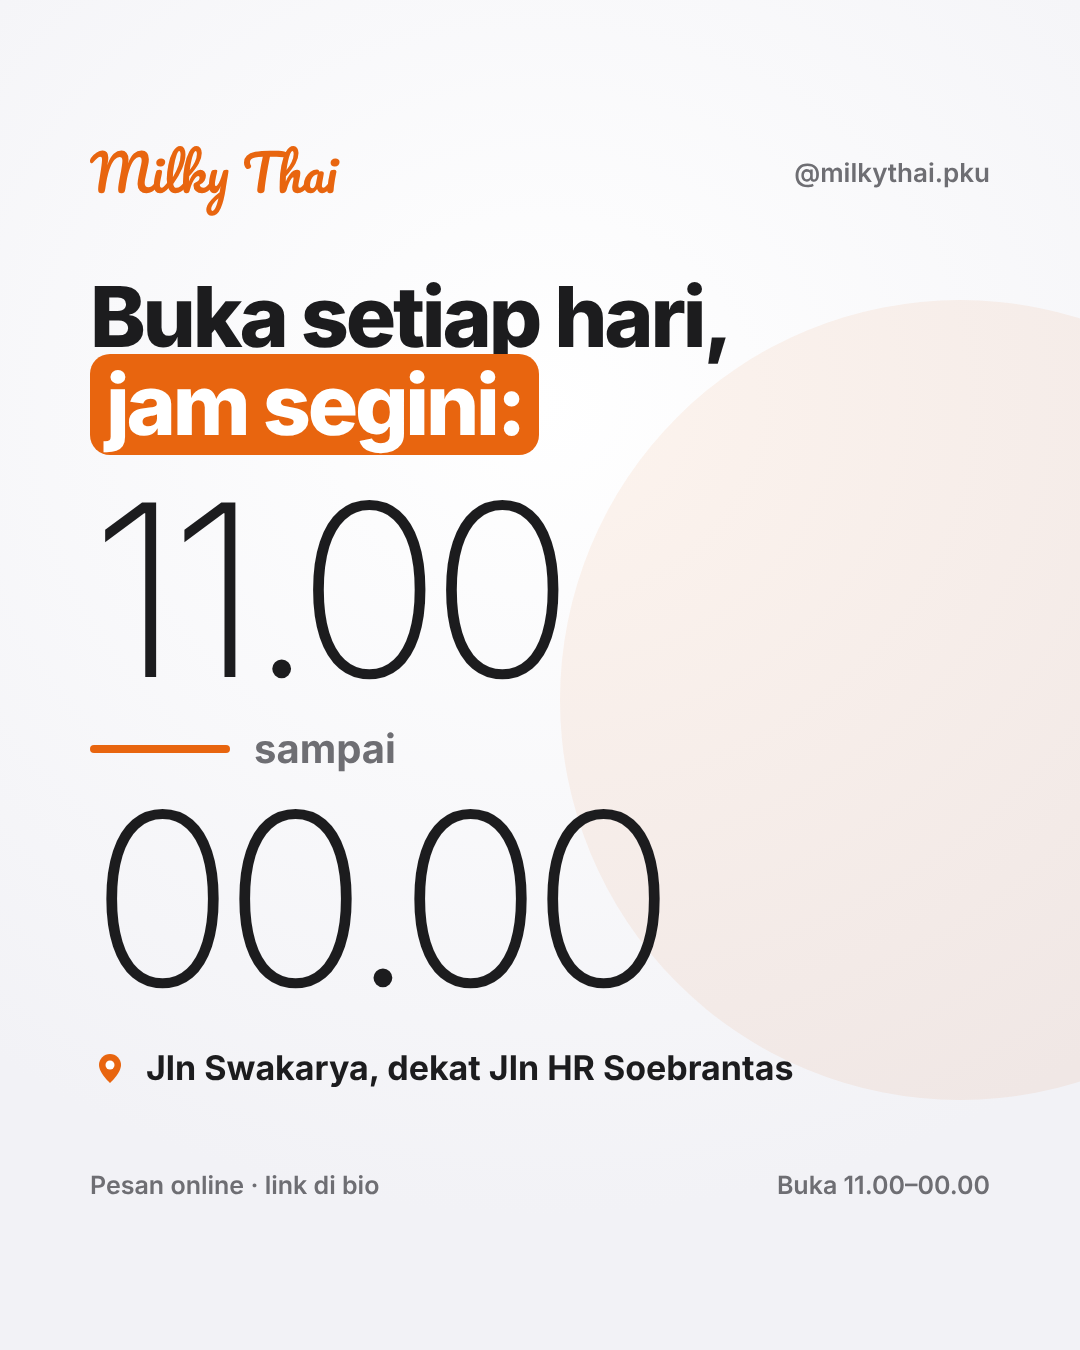 Milky Thai
@milkythai.pku
Buka setiap hari,
jam segini:
11.00
sampai
00.00
Jln Swakarya, dekat Jln HR Soebrantas
Pesan online · link di bio
Buka 11.00–00.00